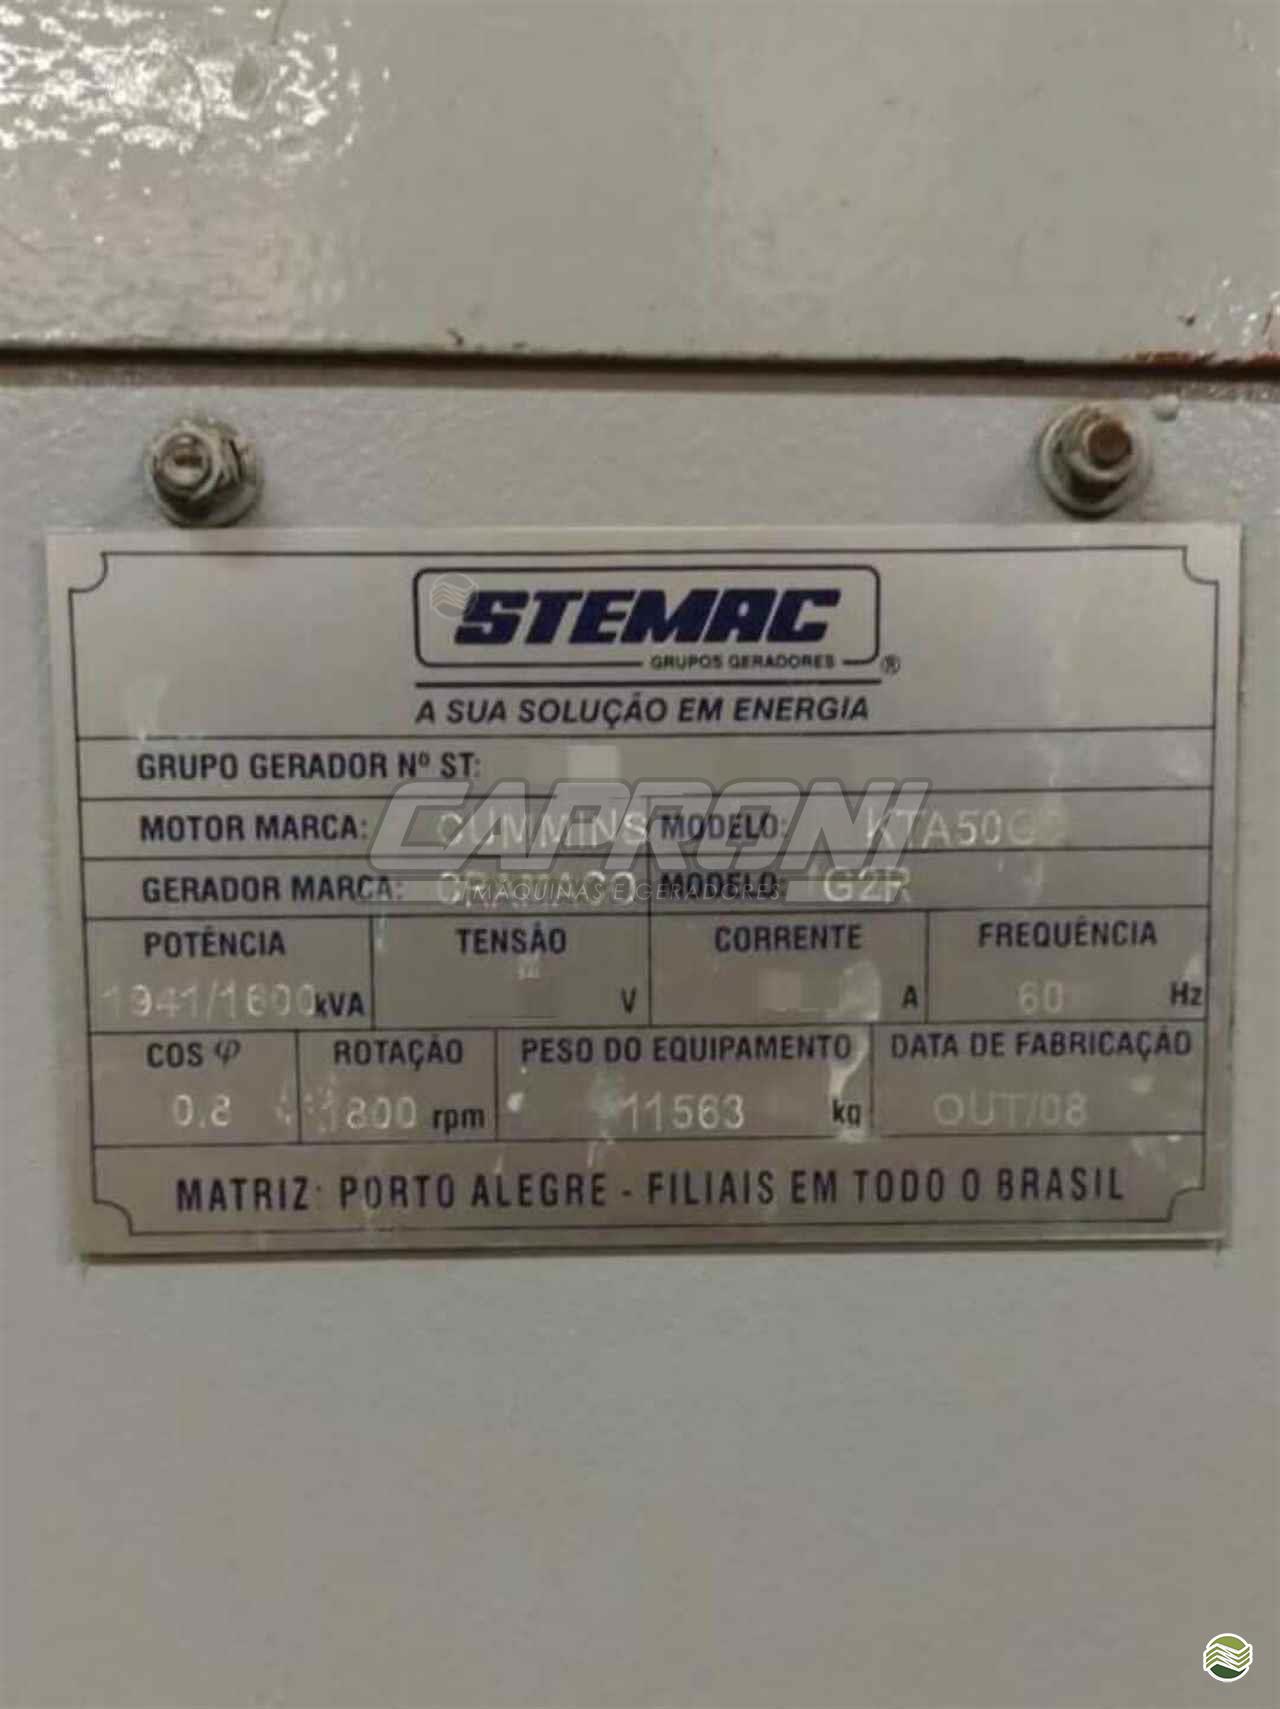 STEMAC
GRUPOS GERADORES
®
A SUA SOLUÇÃO EM ENERGIA
GRUPO GERADOR Nº ST:
MOTOR MARCA: CUMMINS MODELO: KTA50G
CAPRONI
MÁQUINAS E GERADORES
GERADOR MARCA: CRAMACO MODELO: G2R
POTÊNCIA TENSÃO CORRENTE FREQUÊNCIA
1941/1600 kVA V A 60 Hz
COS φ ROTAÇÃO PESO DO EQUIPAMENTO DATA DE FABRICAÇÃO
0.8 1800 rpm 11563 kg OUT/08
MATRIZ: PORTO ALEGRE - FILIAIS EM TODO O BRASIL